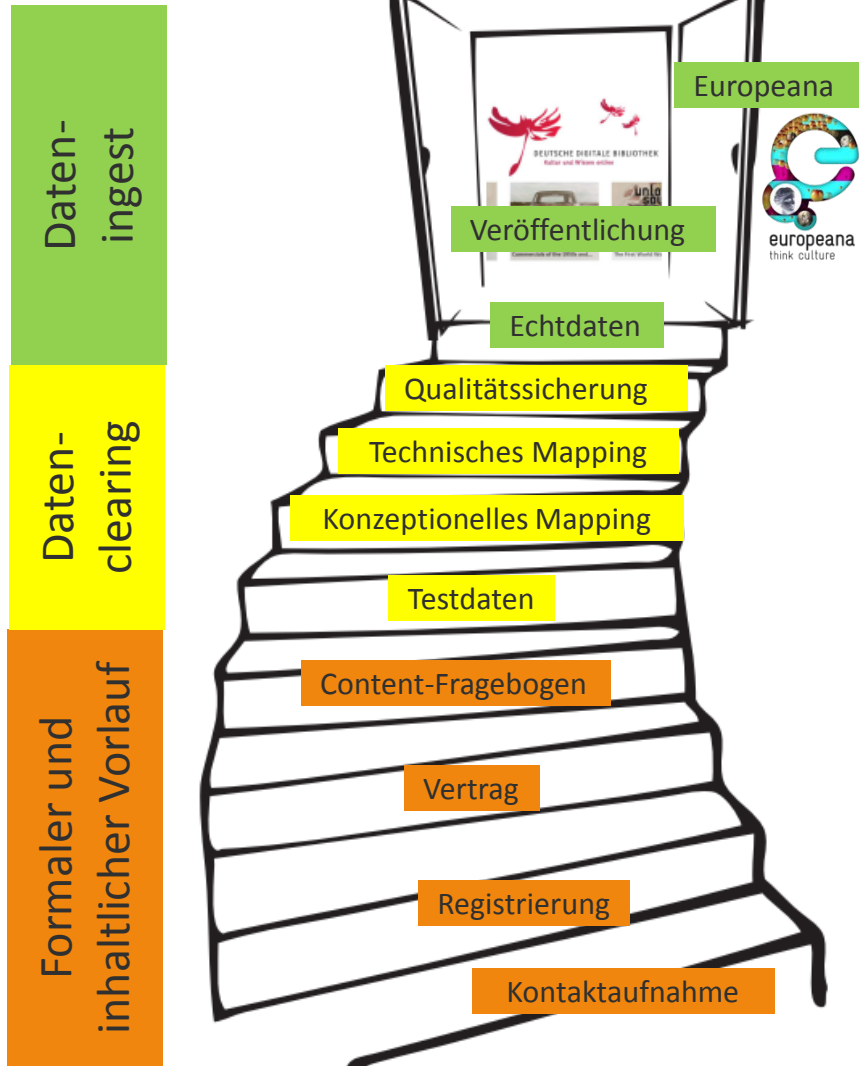 Daten-
ingest
Europeana
DEUTSCHE DIGITALE BIBLIOTHEK
Kultur und Wissen online
Veröffentlichung
europeana
think culture
Echtdaten
Daten-
clearing
Qualitätssicherung
Technisches Mapping
Konzeptionelles Mapping
Testdaten
Formaler und
inhaltlicher Vorlauf
Content-Fragebogen
Vertrag
Registrierung
Kontaktaufnahme